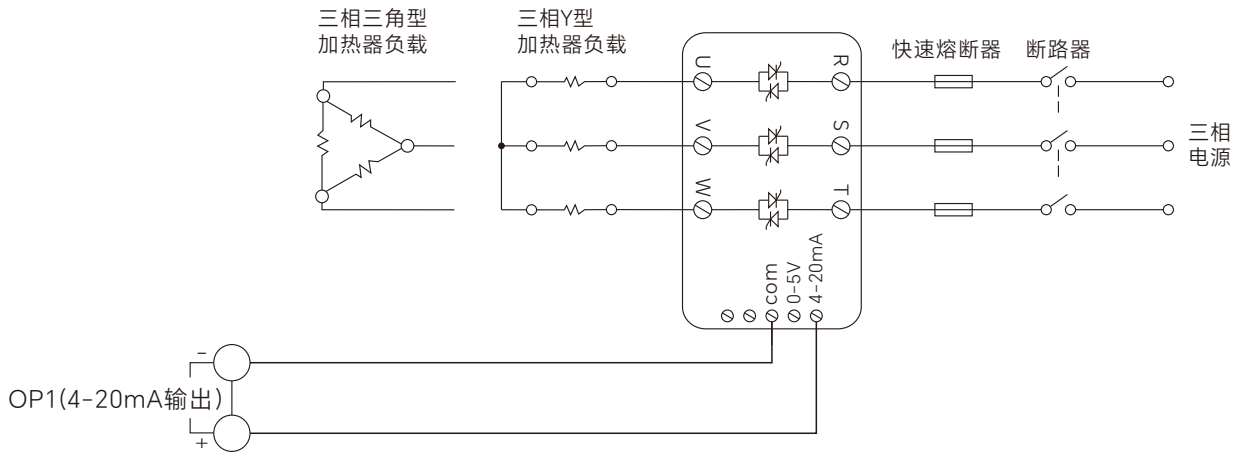 三相三角型
加热器负载
三相Y型
加热器负载
快速熔断器
断路器
U
R
V
S
W
T
三相
电源
com
0-5V
4-20mA
-
OP1(4-20mA输出)
+